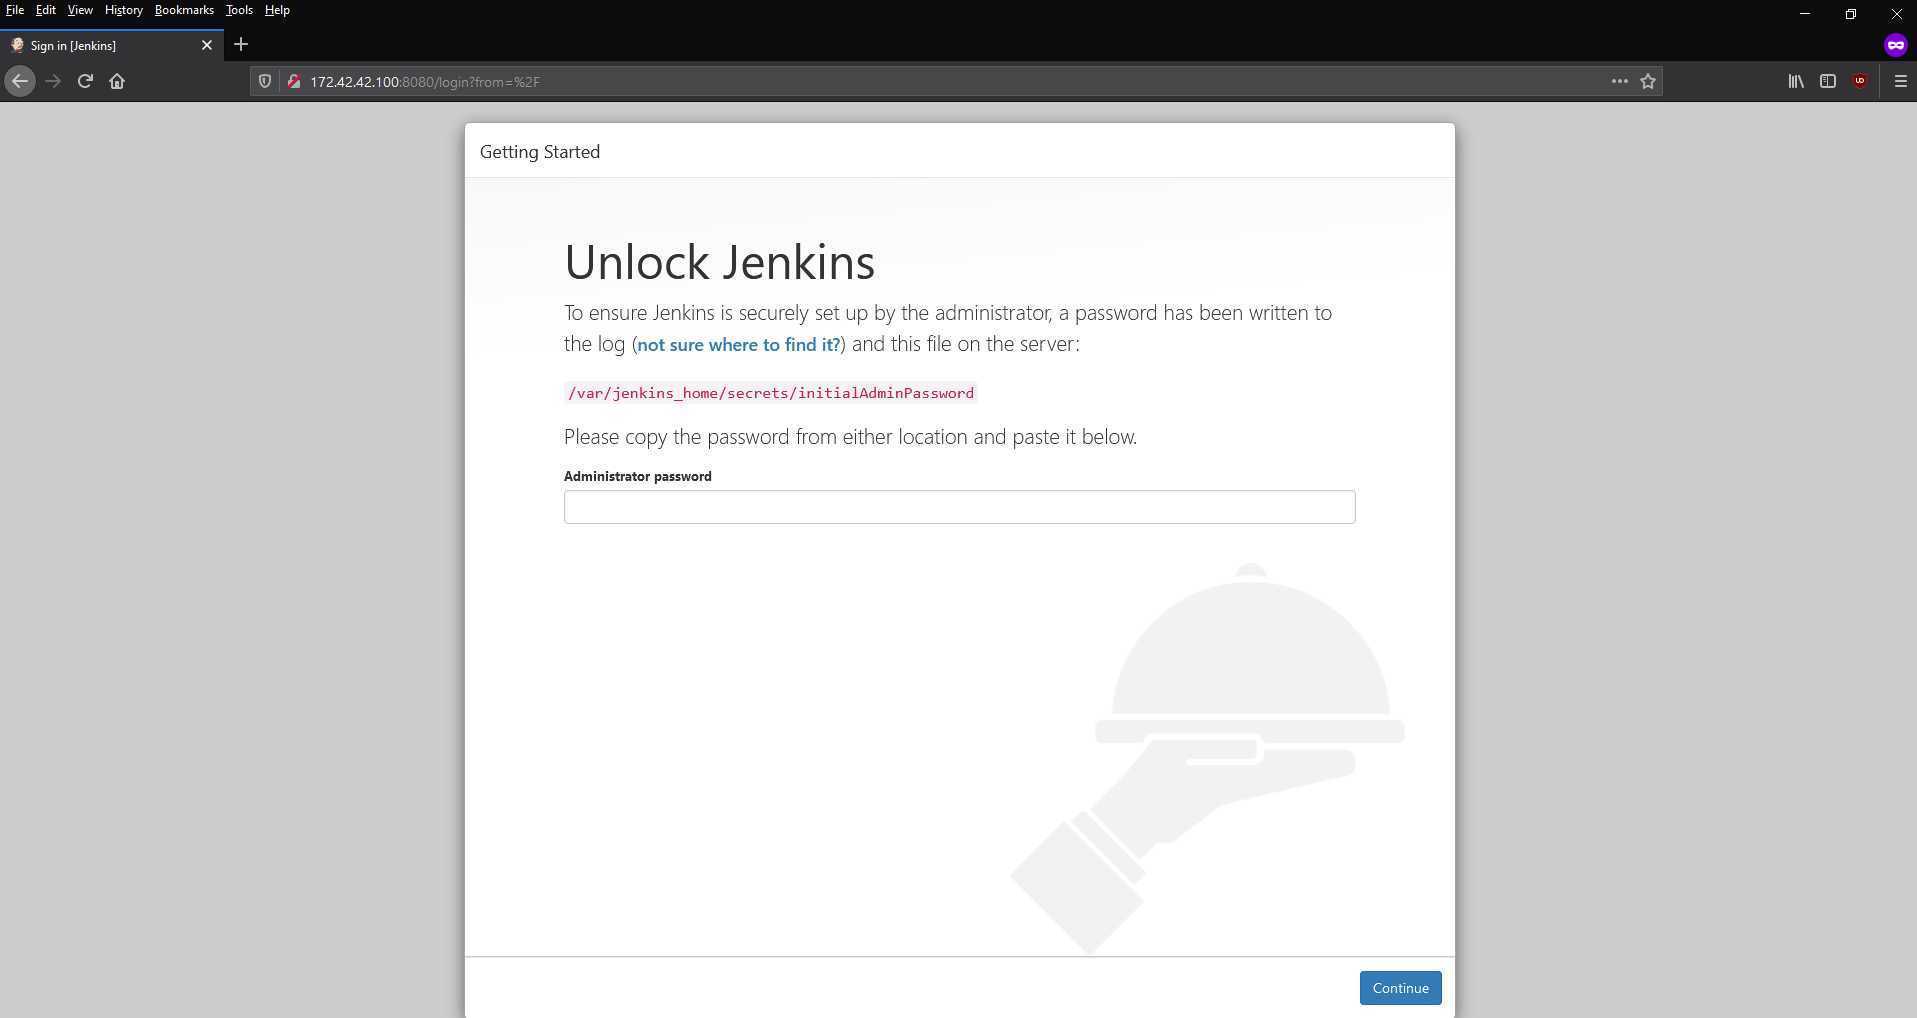 File Edit View History Bookmarks Tools Help
Sign in [Jenkins]
172.42.42.100:8080/login?from=%2F
Getting Started
Unlock Jenkins
To ensure Jenkins is securely set up by the administrator, a password has been written to
the log (not sure where to find it?) and this file on the server:
/var/jenkins_home/secrets/initialAdminPassword
Please copy the password from either location and paste it below.
Administrator password
Continue